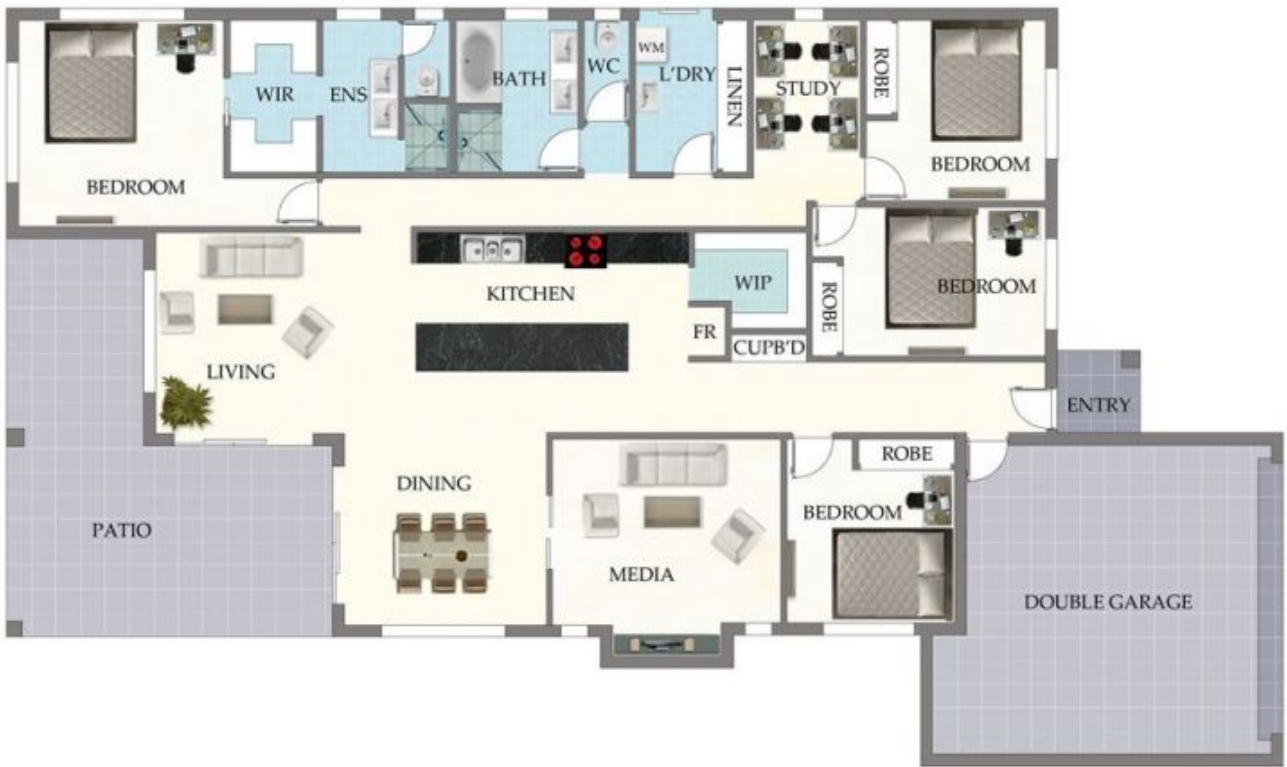 WIR
ENS
BATH
WC
WM
L'DRY
LINEN
STUDY
ROBE
BEDROOM
BEDROOM
BEDROOM
ROBE
KITCHEN
WIP
FR
CUPB'D
LIVING
ENTRY
DINING
ROBE
BEDROOM
PATIO
MEDIA
DOUBLE GARAGE